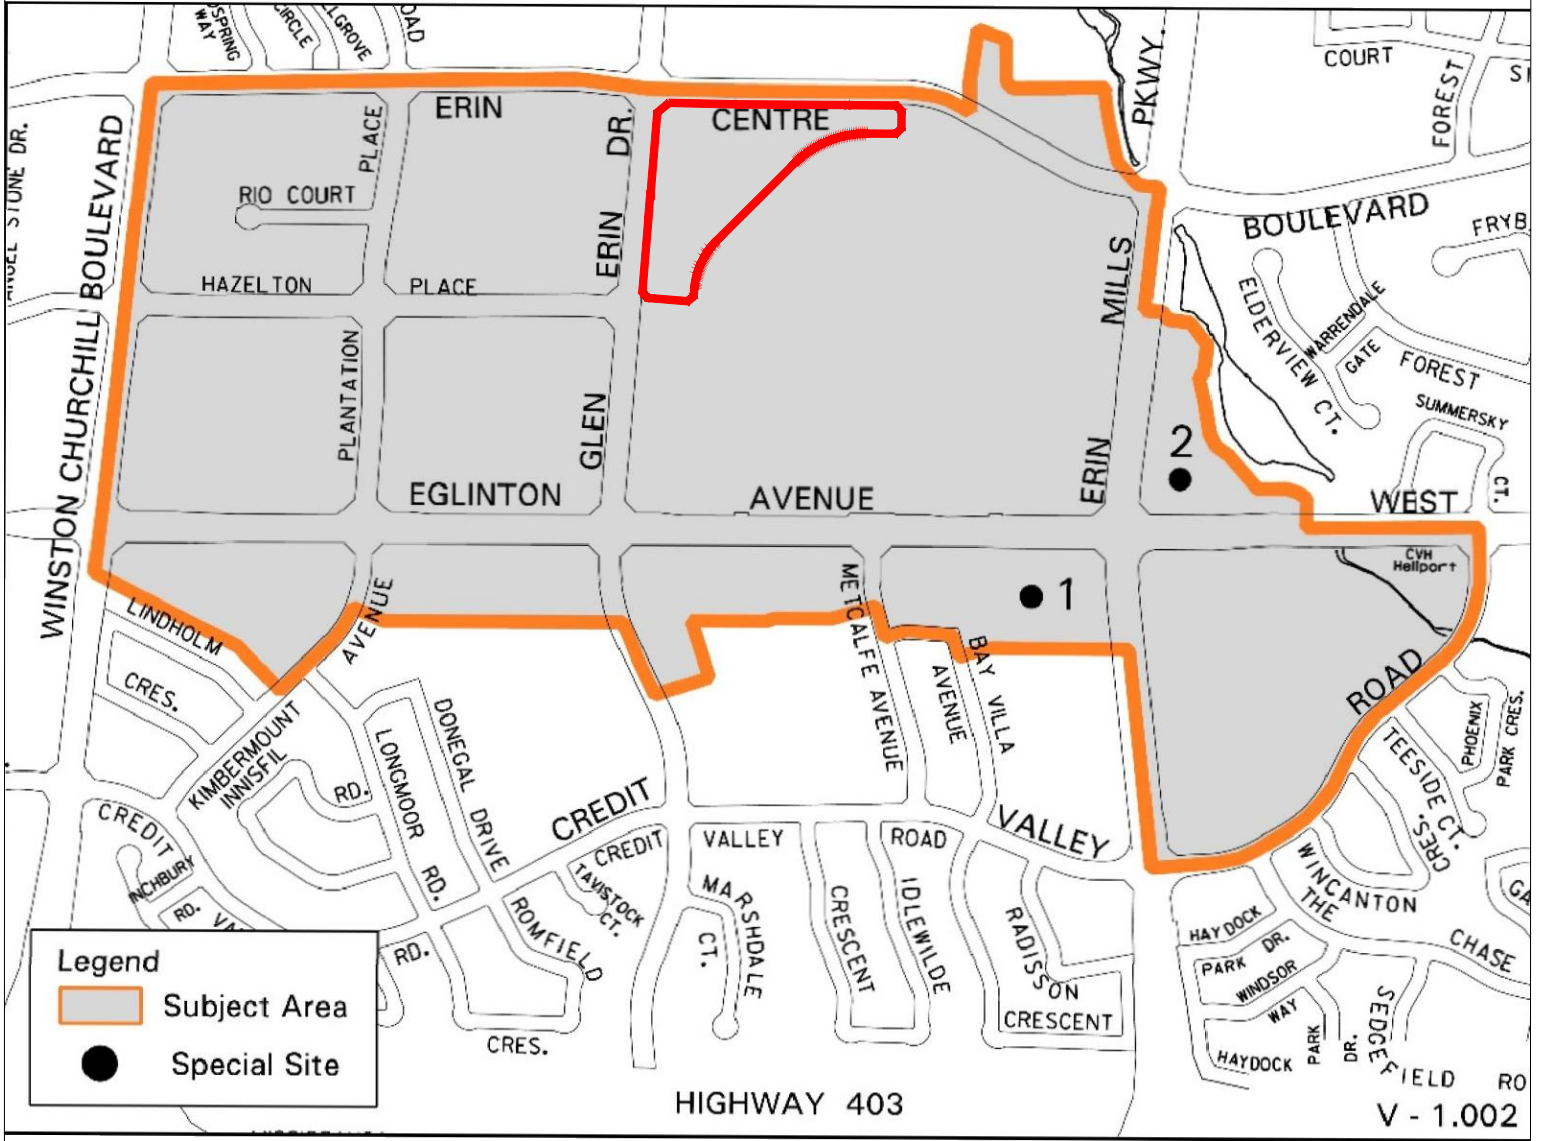 WAY
CIRCLE
COURT
FOREST
PKWY.
PLACE
ERIN
DR.
CENTRE
WINSTON CHURCHILL BOULEVARD
RIO COURT
BOULEVARD
ERIN
MILLS
HAZELTON
PLACE
ELDERVIEW CT.
WARRENDALE
GATE
FOREST
PLANTATION
GLEN
SUMMERSKY
CT.
2
ERIN
EGLINTON
AVENUE
WEST
CVH
Heliport
METCALFE AVENUE
1
LINDHOLM
CRES.
AVENUE
BAY VILLA
AVENUE
ROAD
KIMBERMOUNT
INNISFIL
RD.
LONGMOOR
RD.
DONEGAL DRIVE
PHOENIX
PARK CRES.
TEESIDE CT.
CRES.
CREDIT
CREDIT
VALLEY
CREDIT
VALLEY
ROAD
INCHBURY
RD.
TAVISTOCK
CT.
WINCANTON
THE
CHASE
MARSHDALE
CT.
CRESCENT
IDLEWILDE
RADISSON
CRESCENT
ROMFIELD
CRES.
RD.
HAYDOCK
PARK DR.
WINDSOR
WAY
PARK
DR.
HAYDOCK
SEDGEFIELD
Legend
Subject Area
Special Site
HIGHWAY 403
V - 1.002